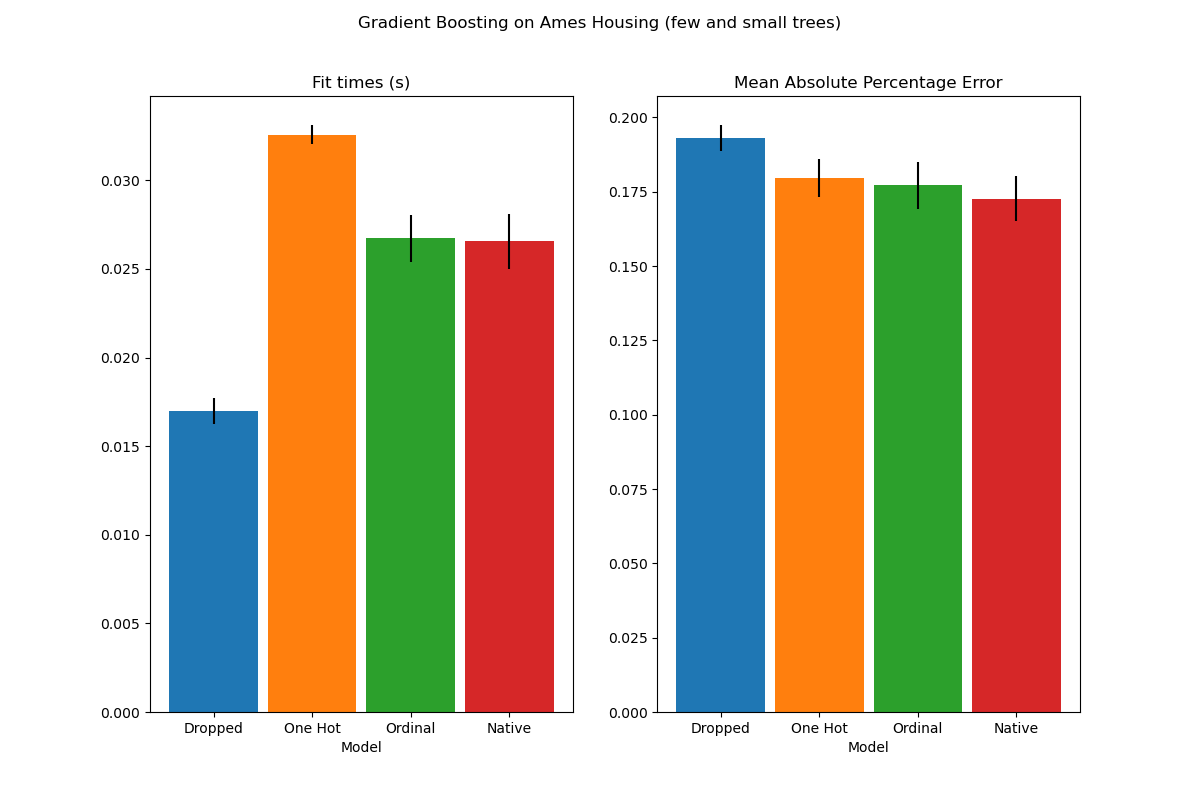 Gradient Boosting on Ames Housing (few and small trees)
Fit times (s)
0.030
0.025
0.020
0.015
0.010
0.005
0.000
Dropped One Hot Ordinal Native
Model
Mean Absolute Percentage Error
0.200
0.175
0.150
0.125
0.100
0.075
0.050
0.025
0.000
Dropped One Hot Ordinal Native
Model